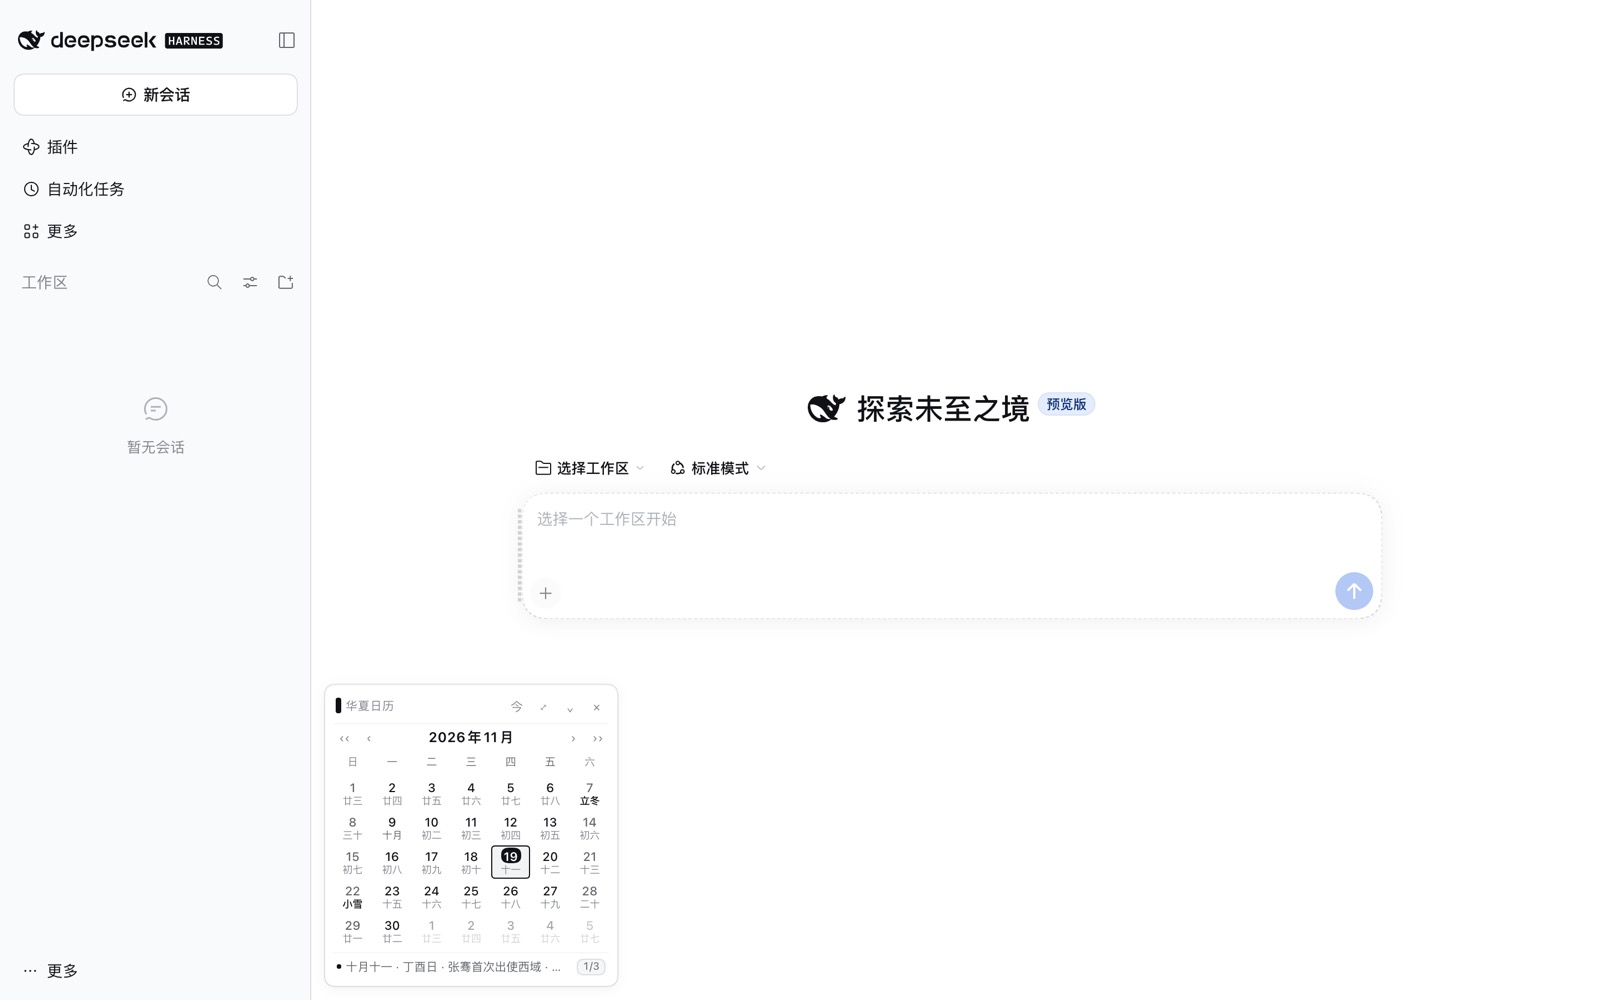 deepseek HARNESS
新会话
插件
自动化任务
更多
工作区
暂无会话
更多
探索未至之境 预览版
选择工作区 标准模式
选择一个工作区开始
华夏日历 今
2026年11月
日 一 二 三 四 五 六
1 2 3 4 5 6 7
廿三 廿四 廿五 廿六 廿七 廿八 立冬
8 9 10 11 12 13 14
三十 十月 初二 初三 初四 初五 初六
15 16 17 18 19 20 21
初七 初八 初九 初十 十一 十二 十三
22 23 24 25 26 27 28
小雪 十五 十六 十七 十八 十九 二十
29 30 1 2 3 4 5
廿一 廿二 廿三 廿四 廿五 廿六 廿七
十月十一 · 丁酉日 · 张骞首次出使西域 · ... 1/3